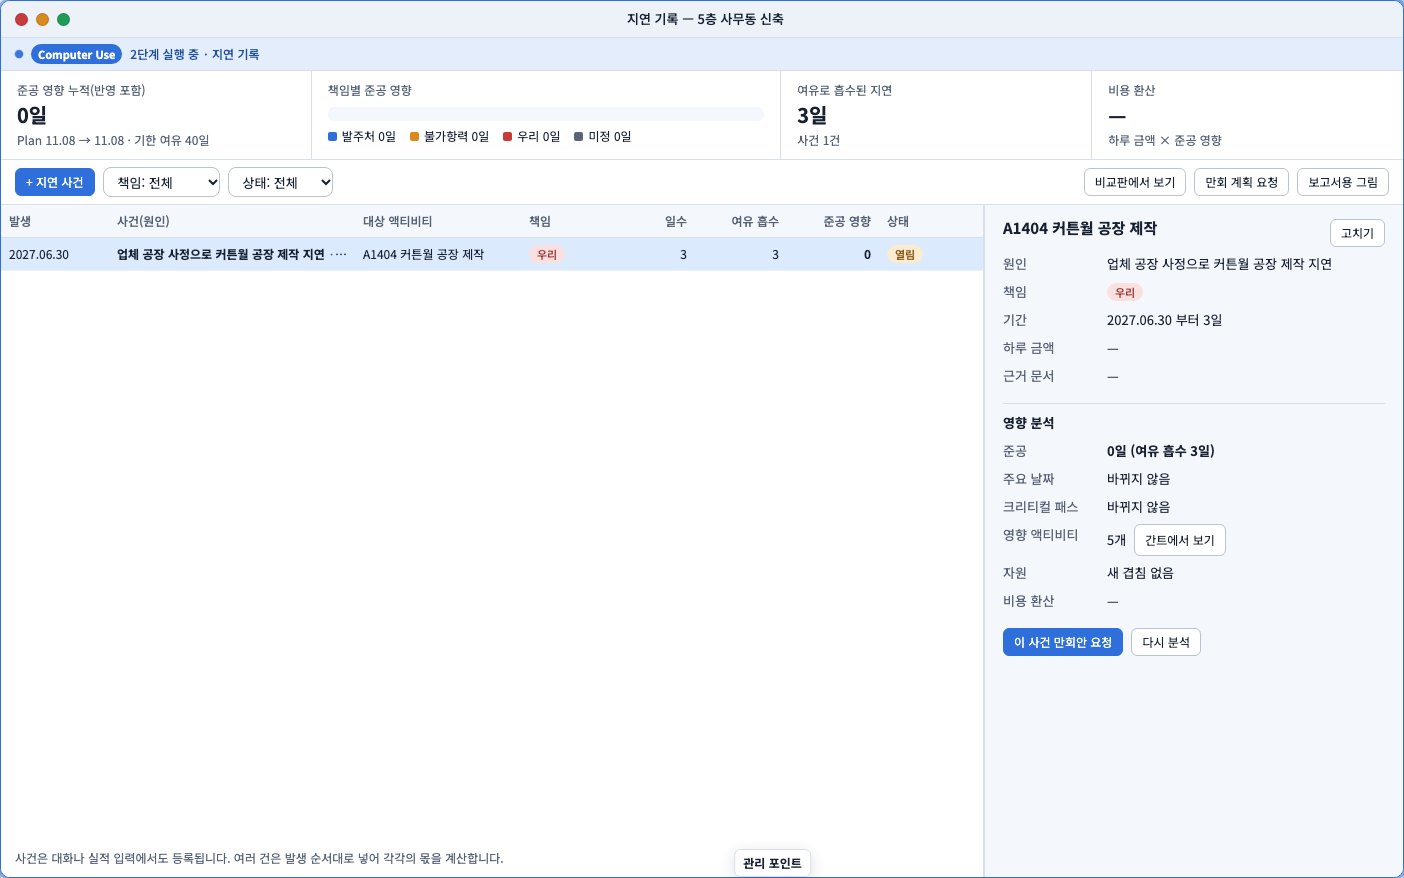 지연 기록 — 5층 사무동 신축
Computer Use 2단계 실행 중 · 지연 기록
준공 영향 누적(반영 포함)
0일
Plan 11.08 → 11.08 · 기한 여유 40일
책임별 준공 영향
발주처 0일 불가항력 0일 우리 0일 미정 0일
여유로 흡수된 지연
3일
사건 1건
비용 환산
—
하루 금액 × 준공 영향
+ 지연 사건 책임: 전체 상태: 전체 비교판에서 보기 만회 계획 요청 보고서용 그림
발생 사건(원인) 대상 액티비티 책임 일수 여유 흡수 준공 영향 상태
2027.06.30 업체 공장 사정으로 커튼월 공장 제작 지연 · … A1404 커튼월 공장 제작 우리 3 3 0 열림
A1404 커튼월 공장 제작 고치기
원인 업체 공장 사정으로 커튼월 공장 제작 지연
책임 우리
기간 2027.06.30 부터 3일
하루 금액 —
근거 문서 —
영향 분석
준공 0일 (여유 흡수 3일)
주요 날짜 바뀌지 않음
크리티컬 패스 바뀌지 않음
영향 액티비티 5개 간트에서 보기
자원 새 겹침 없음
비용 환산 —
이 사건 만회안 요청 다시 분석
사건은 대화나 실적 입력에서도 등록됩니다. 여러 건은 발생 순서대로 넣어 각각의 몫을 계산합니다.
관리 포인트